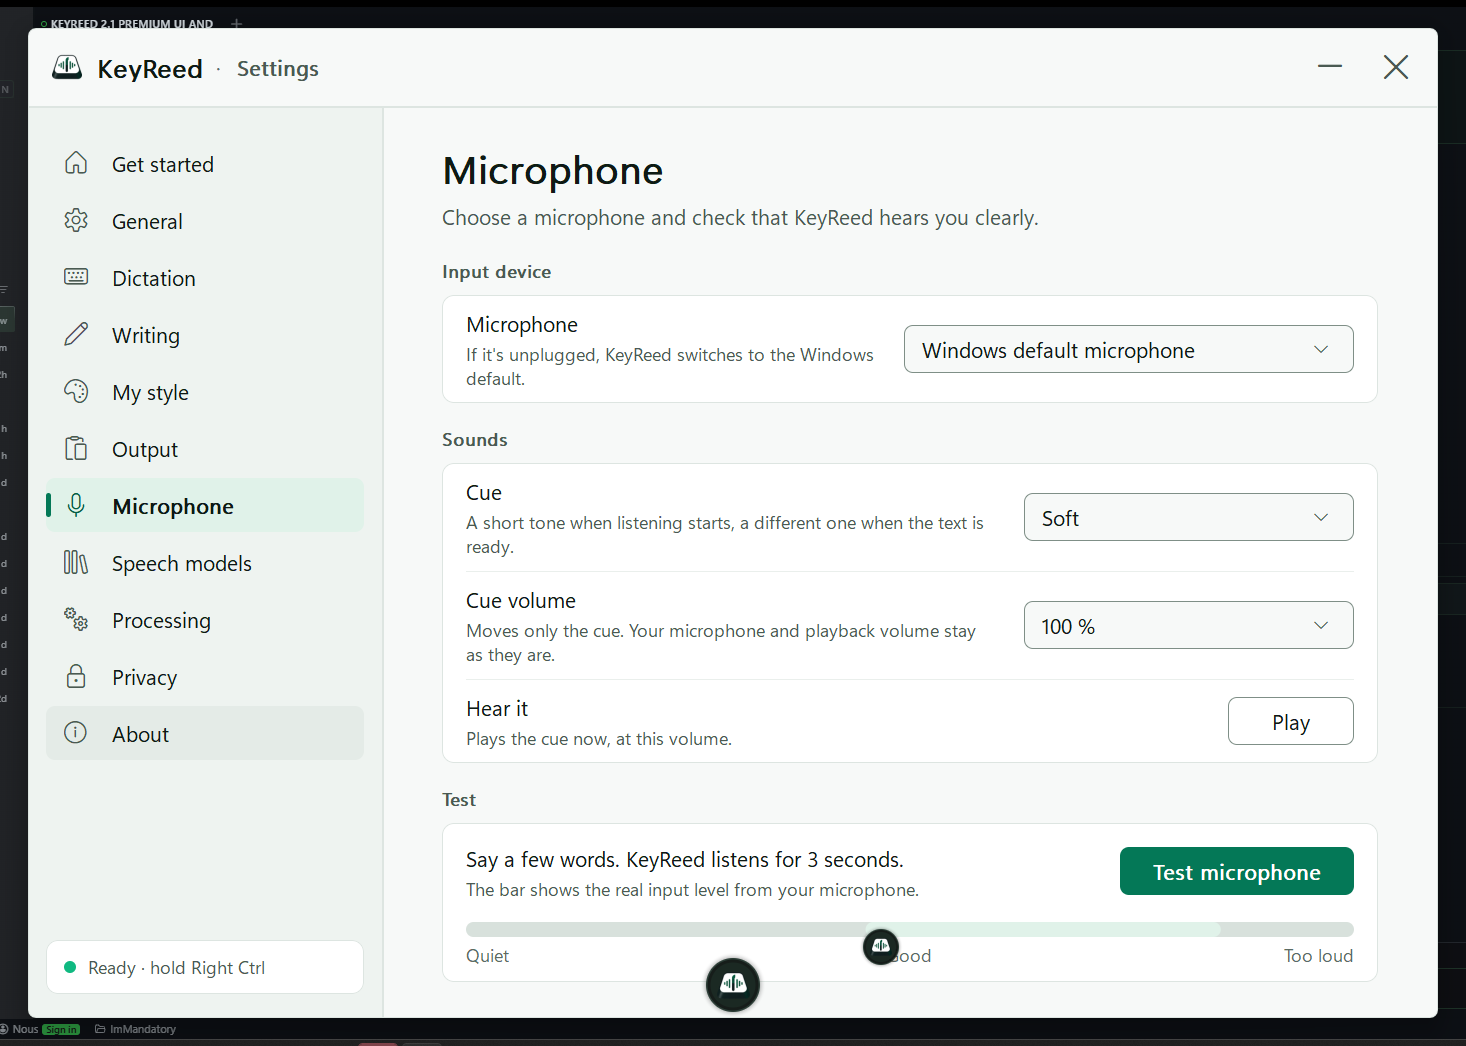 KEYREED 2.1 PREMIUM UI AND
KeyReed · Settings
Get started
General
Dictation
Writing
My style
Output
Microphone
Speech models
Processing
Privacy
About
Ready · hold Right Ctrl
Microphone
Choose a microphone and check that KeyReed hears you clearly.
Input device
Microphone
If it's unplugged, KeyReed switches to the Windows
default.
Windows default microphone
Sounds
Cue
A short tone when listening starts, a different one when the text is
ready.
Soft
Cue volume
Moves only the cue. Your microphone and playback volume stay
as they are.
100 %
Hear it
Plays the cue now, at this volume.
Play
Test
Say a few words. KeyReed listens for 3 seconds.
The bar shows the real input level from your microphone.
Test microphone
Quiet
Too loud
Nous Sign in ImMandatory